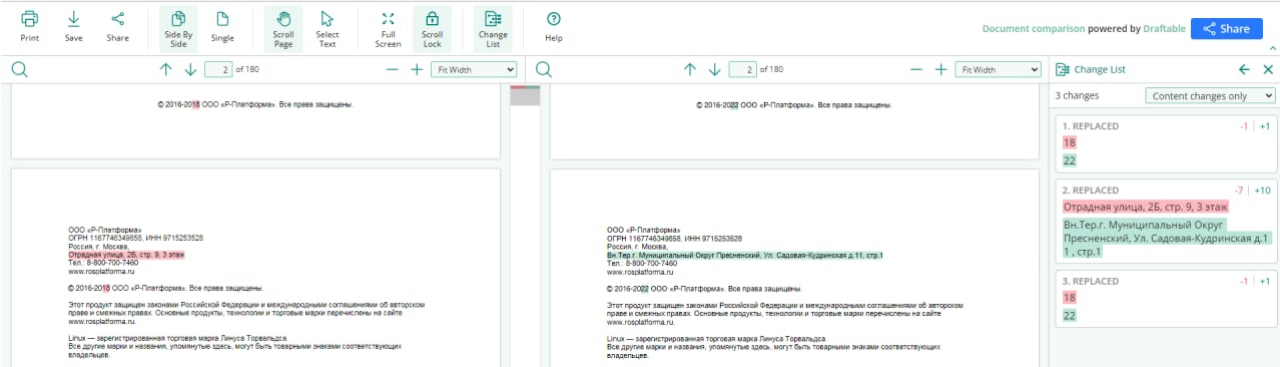 Print
Save
Share
Side By Side
Single
Scroll Page
Select Text
Full Screen
Scroll Lock
Change List
Help
Document comparison powered by Draftable
Share
2 of 180
Fit Width
2 of 180
Fit Width
Change List
© 2016-2018 ООО «Р-Платформа». Все права защищены.
ООО «Р-Платформа»
ОГРН 1167746349658, ИНН 9715253528
Россия, г. Москва,
Отрадная улица, 2Б, стр. 9, 3 этаж
Тел.: 8-800-700-7460
www.rosplatforma.ru
© 2016-2018 ООО «Р-Платформа». Все права защищены.
Этот продукт защищен законами Российской Федерации и международными соглашениями об авторском
праве и смежных правах. Основные продукты, технологии и торговые марки перечислены на сайте
www.rosplatforma.ru.
Linux — зарегистрированная торговая марка Линуса Торвальдса.
Все другие марки и названия, упомянутые здесь, могут быть товарными знаками соответствующих
владельцев.
© 2016-2022 ООО «Р-Платформа». Все права защищены.
ООО «Р-Платформа»
ОГРН 1167746349658, ИНН 9715253528
Россия, г. Москва,
Вн.Тер.г. Муниципальный Округ Пресненский, Ул. Садовая-Кудринская д.11, стр.1
Тел.: 8-800-700-7460
www.rosplatforma.ru
© 2016-2022 ООО «Р-Платформа». Все права защищены.
Этот продукт защищен законами Российской Федерации и международными соглашениями об авторском
праве и смежных правах. Основные продукты, технологии и торговые марки перечислены на сайте
www.rosplatforma.ru.
Linux — зарегистрированная торговая марка Линуса Торвальдса.
Все другие марки и названия, упомянутые здесь, могут быть товарными знаками соответствующих
владельцев.
3 changes
Content changes only
1. REPLACED -1 +1
18
22
2. REPLACED -7 +10
Отрадная улица, 2Б, стр. 9, 3 этаж
Вн.Тер.г. Муниципальный Округ
Пресненский, Ул. Садовая-Кудринская д.1
1 , стр.1
3. REPLACED -1 +1
18
22